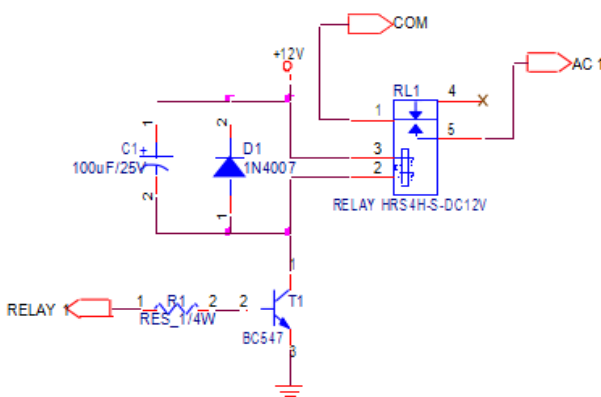 COM
+12V
AC 1
RL1
4
1
5
3
2
RELAY HRS4H-S-DC12V
1
2
C1
+
D1
100uF/25V
1N4007
2
1
1
RELAY 1
1
R1
2
2
T1
RES_1/4W
BC547
3